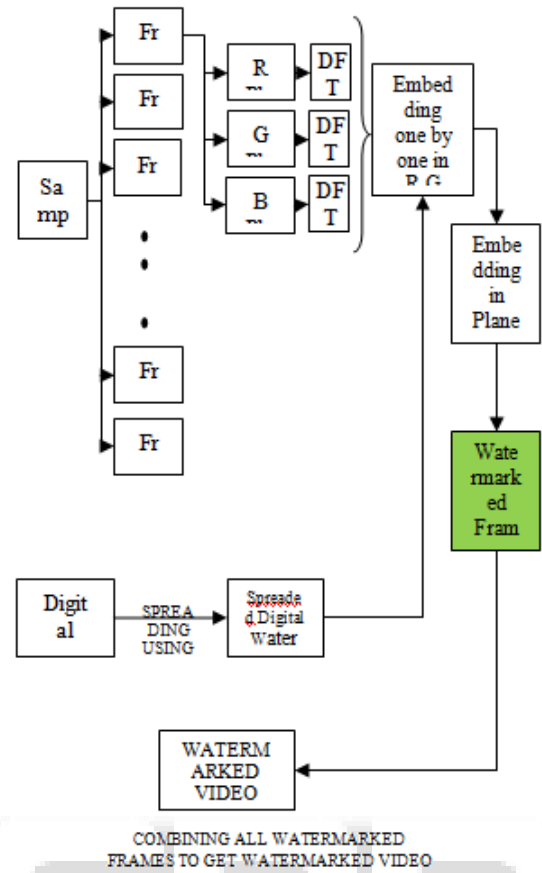 Fr
Fr
Fr
Fr
Fr
Sa
mp
R
G
B
DF
T
DF
T
DF
T
Embed
ding
one by
one in
R G
Embe
dding
in
Plane
Wate
rmark
ed
Fram
Digit
al
SPREA
DING
USING
Spreade
d Digital
Water
WATERM
ARKED
VIDEO
COMBINING ALL WATERMARKED
FRAMES TO GET WATERMARKED VIDEO